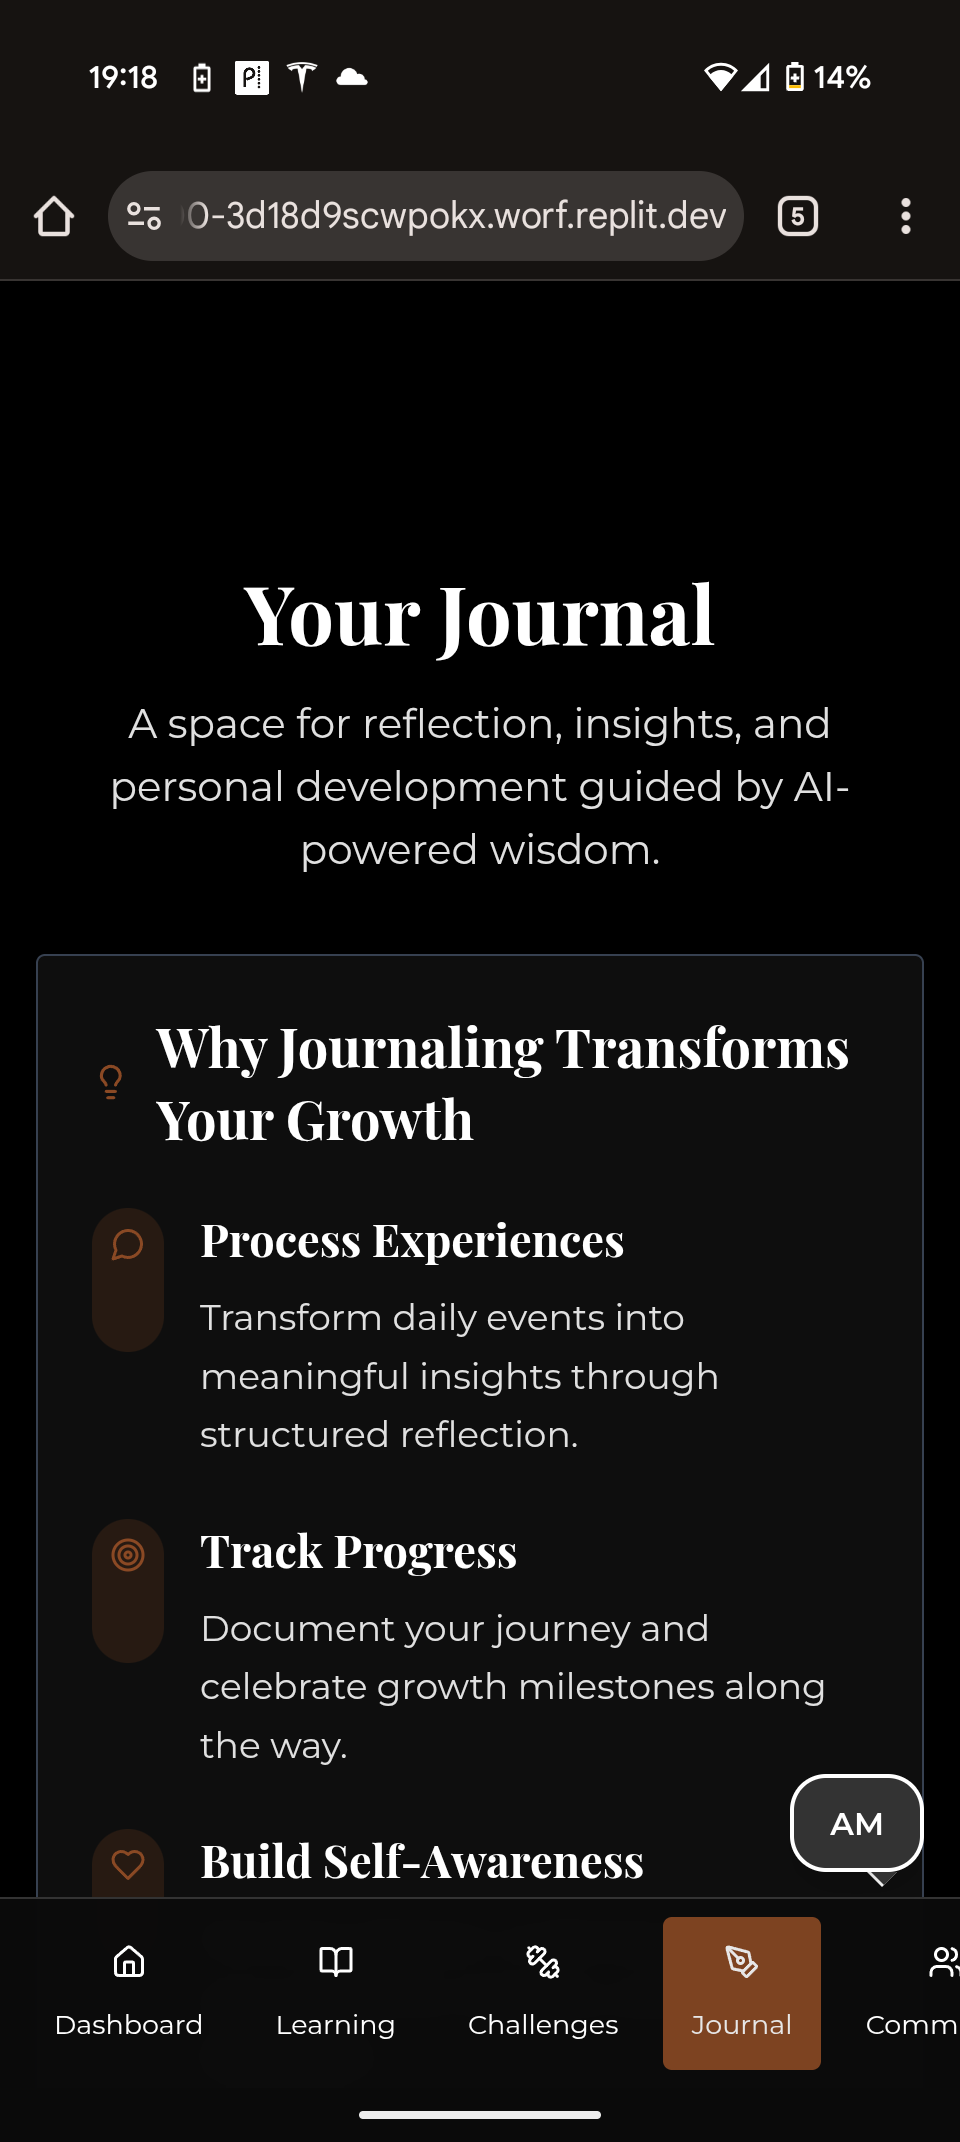 19:18
14%
0-3d18d9scwpokx.worf.replit.dev
5
Your Journal
A space for reflection, insights, and
personal development guided by AI-
powered wisdom.
Why Journaling Transforms
Your Growth
Process Experiences
Transform daily events into
meaningful insights through
structured reflection.
Track Progress
Document your journey and
celebrate growth milestones along
the way.
AM
Build Self-Awareness
Dashboard
Learning
Challenges
Journal
Comm